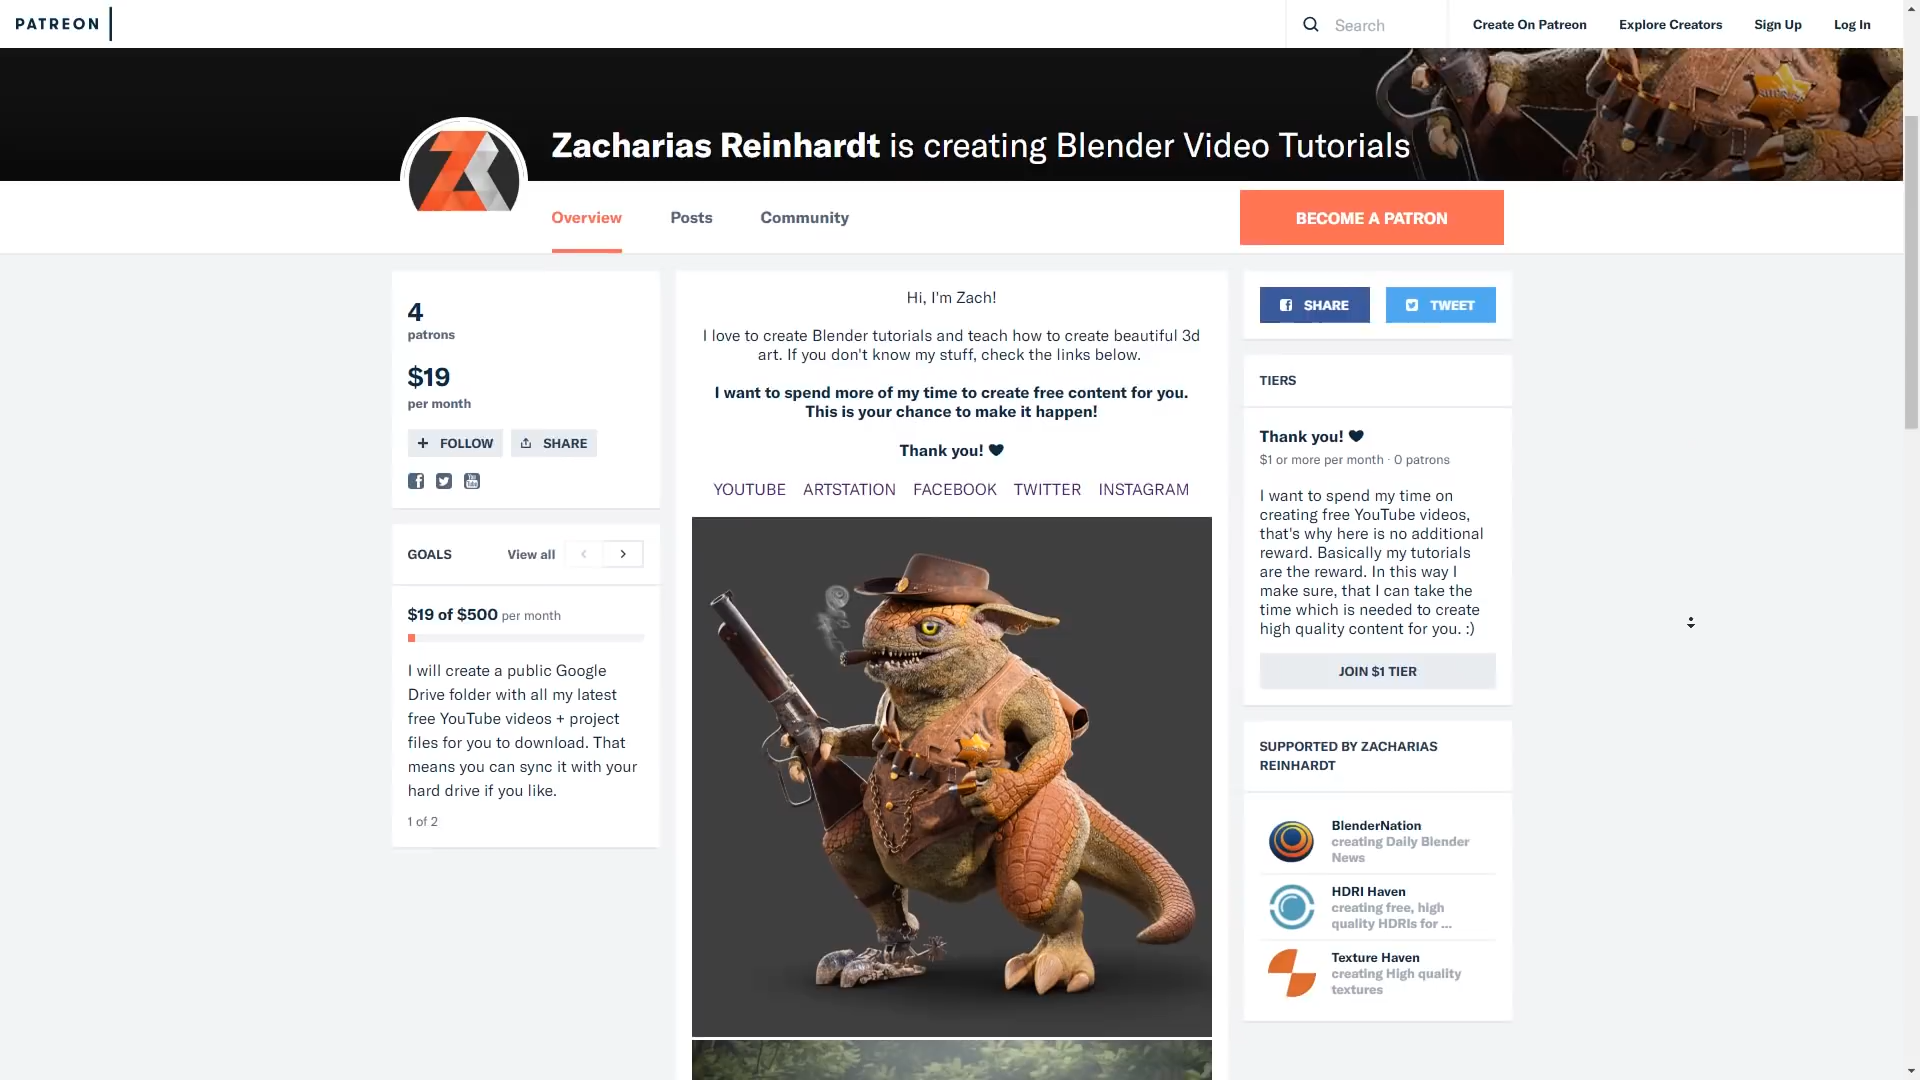 PATREON
Search
Create On Patreon
Explore Creators
Sign Up
Log In
Zacharias Reinhardt is creating Blender Video Tutorials
Overview
Posts
Community
BECOME A PATRON
4
patrons
$19
per month
FOLLOW
SHARE
GOALS
View all
$19 of $500 per month
I will create a public Google
Drive folder with all my latest
free YouTube videos + project
files for you to download. That
means you can sync it with your
hard drive if you like.
1 of 2
Hi, I'm Zach!
I love to create Blender tutorials and teach how to create beautiful 3d
art. If you don't know my stuff, check the links below.
I want to spend more of my time to create free content for you.
This is your chance to make it happen!
Thank you! ♥
YOUTUBE ARTSTATION FACEBOOK TWITTER INSTAGRAM
SHARE
TWEET
TIERS
Thank you! ♥
$1 or more per month · 0 patrons
I want to spend my time on
creating free YouTube videos,
that's why here is no additional
reward. Basically my tutorials
are the reward. In this way I
make sure, that I can take the
time which is needed to create
high quality content for you. :)
JOIN $1 TIER
SUPPORTED BY ZACHARIAS
REINHARDT
BlenderNation
creating Daily Blender
News
HDRI Haven
creating free, high
quality HDRIs for ...
Texture Haven
creating High quality
textures